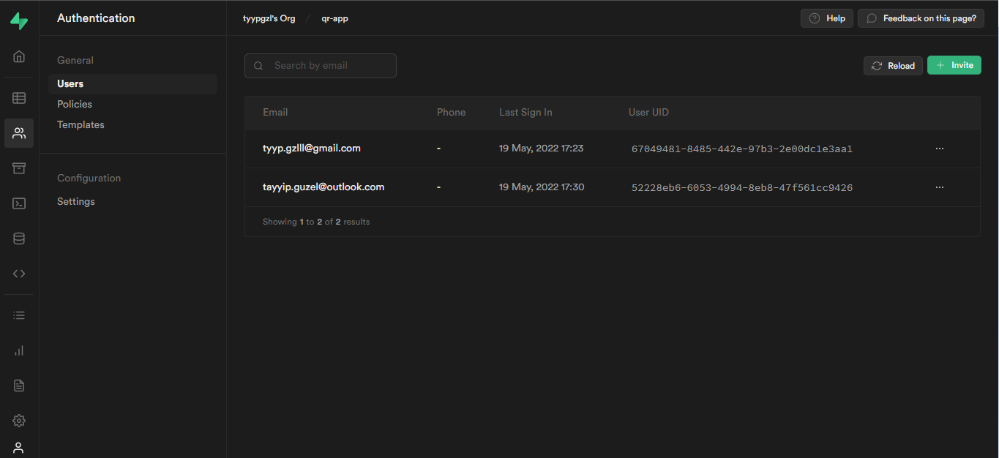 Authentication
tyypgzl's Org / qr-app
Help
Feedback on this page?
General
Users
Policies
Templates
Configuration
Settings
Search by email
Reload
Invite
Email Phone Last Sign In User UID
tyyp.gzlll@gmail.com - 19 May, 2022 17:23 67049481-8485-442e-97b3-2e00dc1e3aa1
tayyip.guzel@outlook.com - 19 May, 2022 17:30 52228eb6-6053-4994-8eb8-47f561cc9426
Showing 1 to 2 of 2 results